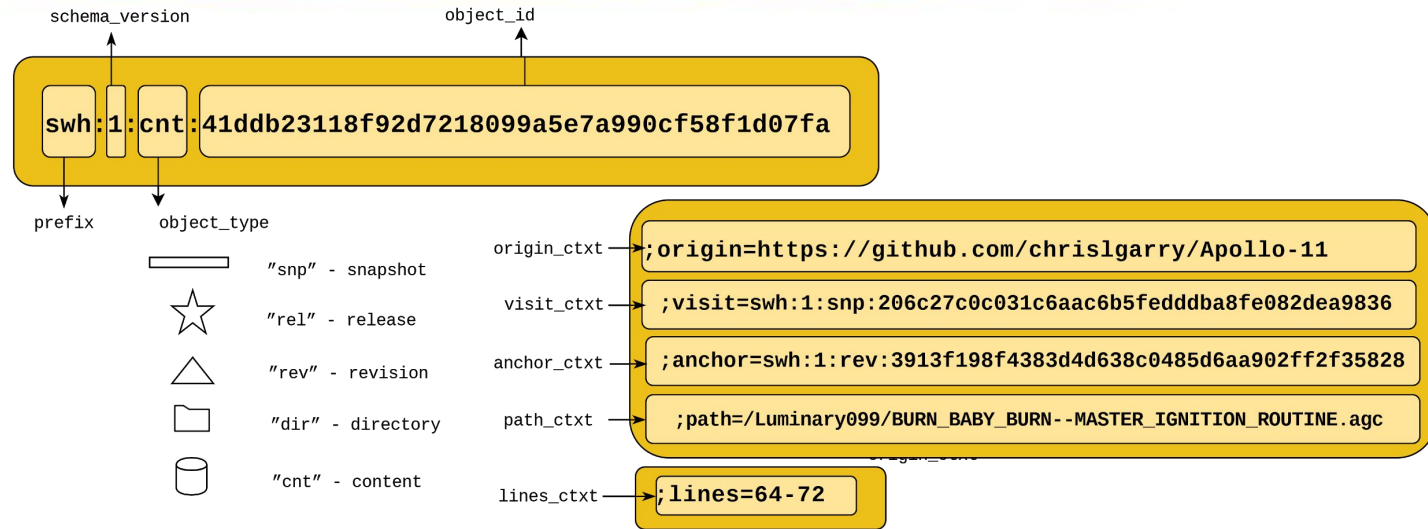 schema_version
object_id
swh:1:cnt:41ddb23118f92d7218099a5e7a990cf58f1d07fa
prefix
object_type
”snp” - snapshot
”rel” - release
”rev” - revision
”dir” - directory
”cnt” - content
origin_ctxt
;origin=https://github.com/chrislgarry/Apollo-11
visit_ctxt
;visit=swh:1:snp:206c27c0c031c6aac6b5fedddba8fe082dea9836
anchor_ctxt
;anchor=swh:1:rev:3913f198f4383d4d638c0485d6aa902ff2f35828
path_ctxt
;path=/Luminary099/BURN_BABY_BURN--MASTER_IGNITION_ROUTINE.agc
lines_ctxt
;lines=64-72